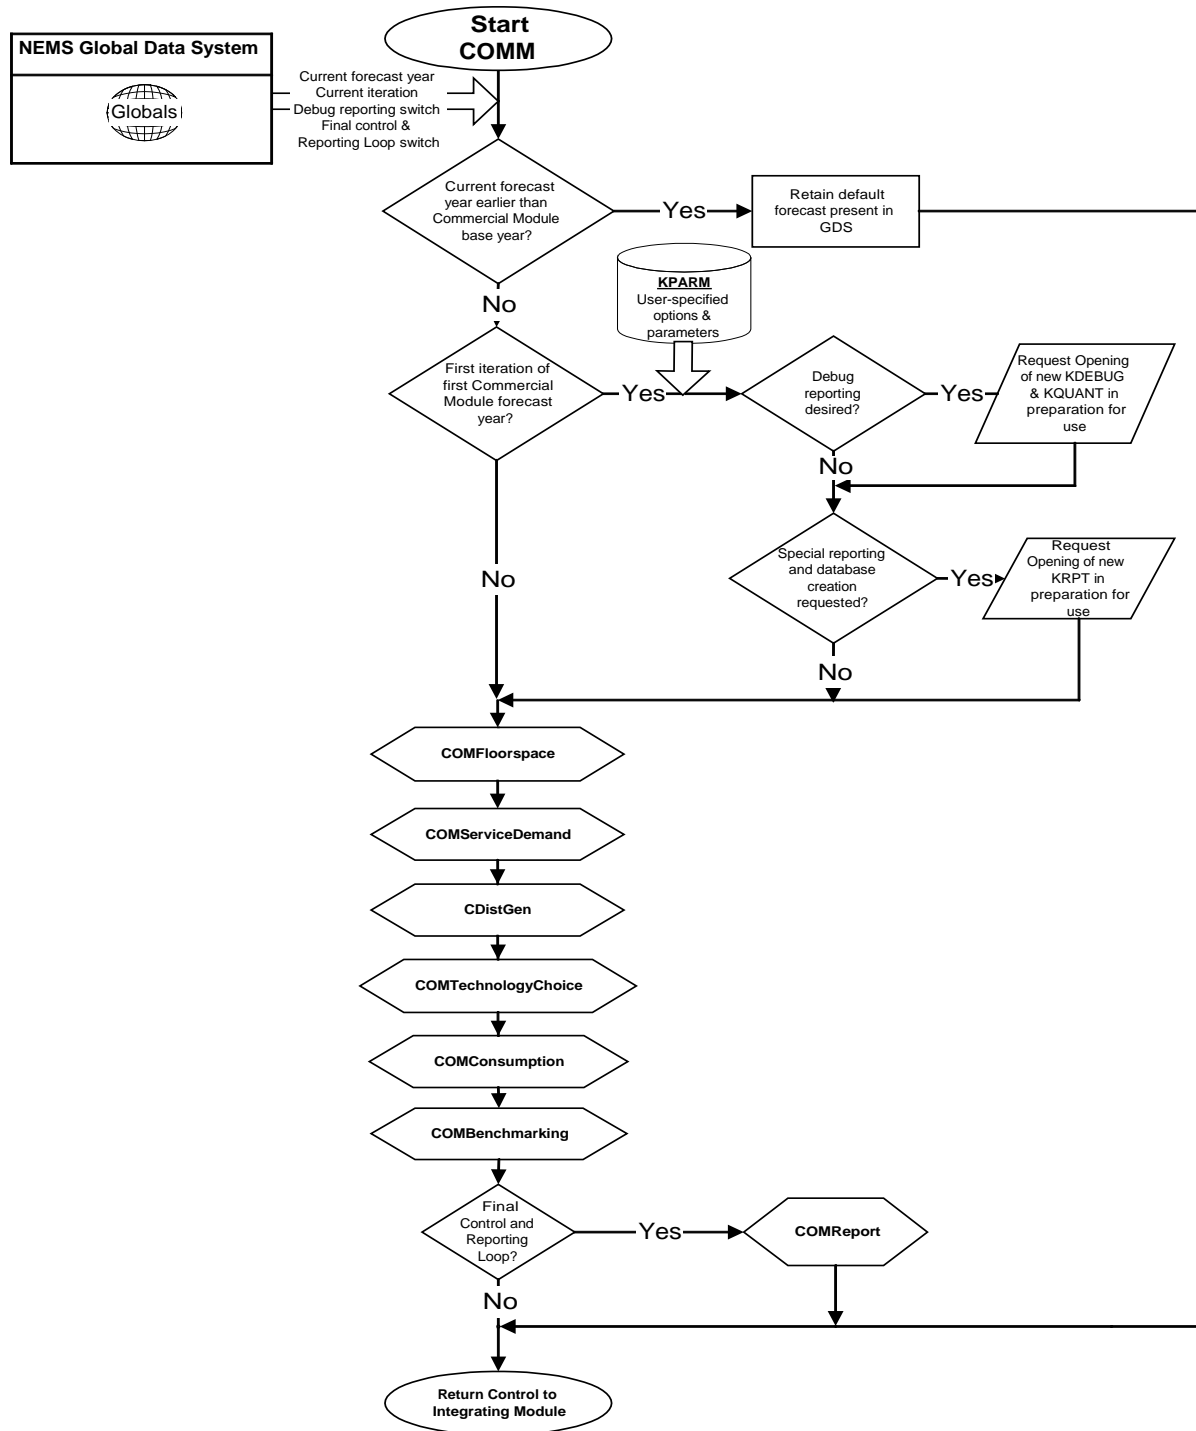 Start
COMM
NEMS Global Data System
Globals
Current forecast year
Current iteration
Debug reporting switch
Final control &
Reporting Loop switch
Current forecast
year earlier than
Commercial Module
base year?
Yes
Retain default
forecast present in
GDS
No
KPARM
User-specified
options &
parameters
First iteration of
first Commercial
Module forecast
year?
Yes
Debug
reporting
desired?
Yes
Request Opening
of new KDEBUG
& KQUANT in
preparation for
use
No
No
Special reporting
and database
creation
requested?
Yes
Request
Opening of new
KRPT in
preparation for
use
No
COMFloorspace
COMServiceDemand
CDistGen
COMTechnologyChoice
COMConsumption
COMBenchmarking
Final
Control and
Reporting
Loop?
Yes
COMReport
No
Return Control to
Integrating Module